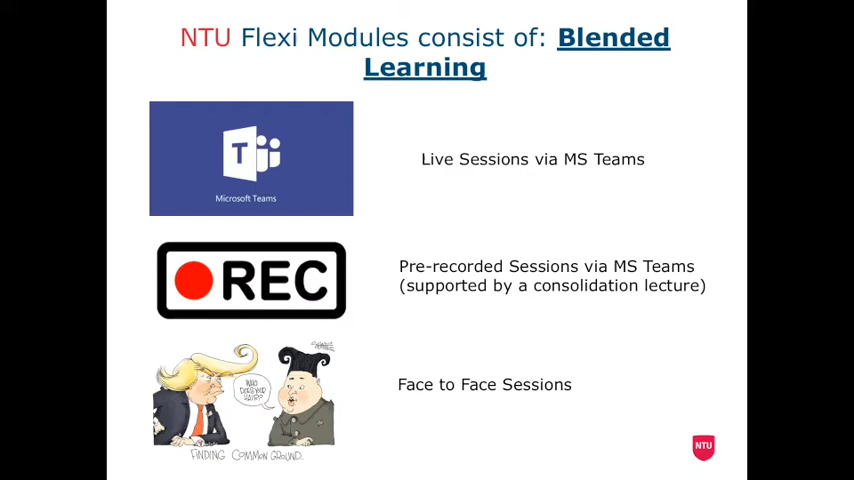 NTU Flexi Modules consist of: Blended
Learning
T
Microsoft Teams
Live Sessions via MS Teams
REC
Pre-recorded Sessions via MS Teams
(supported by a consolidation lecture)
WHO
DOES YOUR
HAIR?
Face to Face Sessions
FINDING COMMON GROUND.
NTU